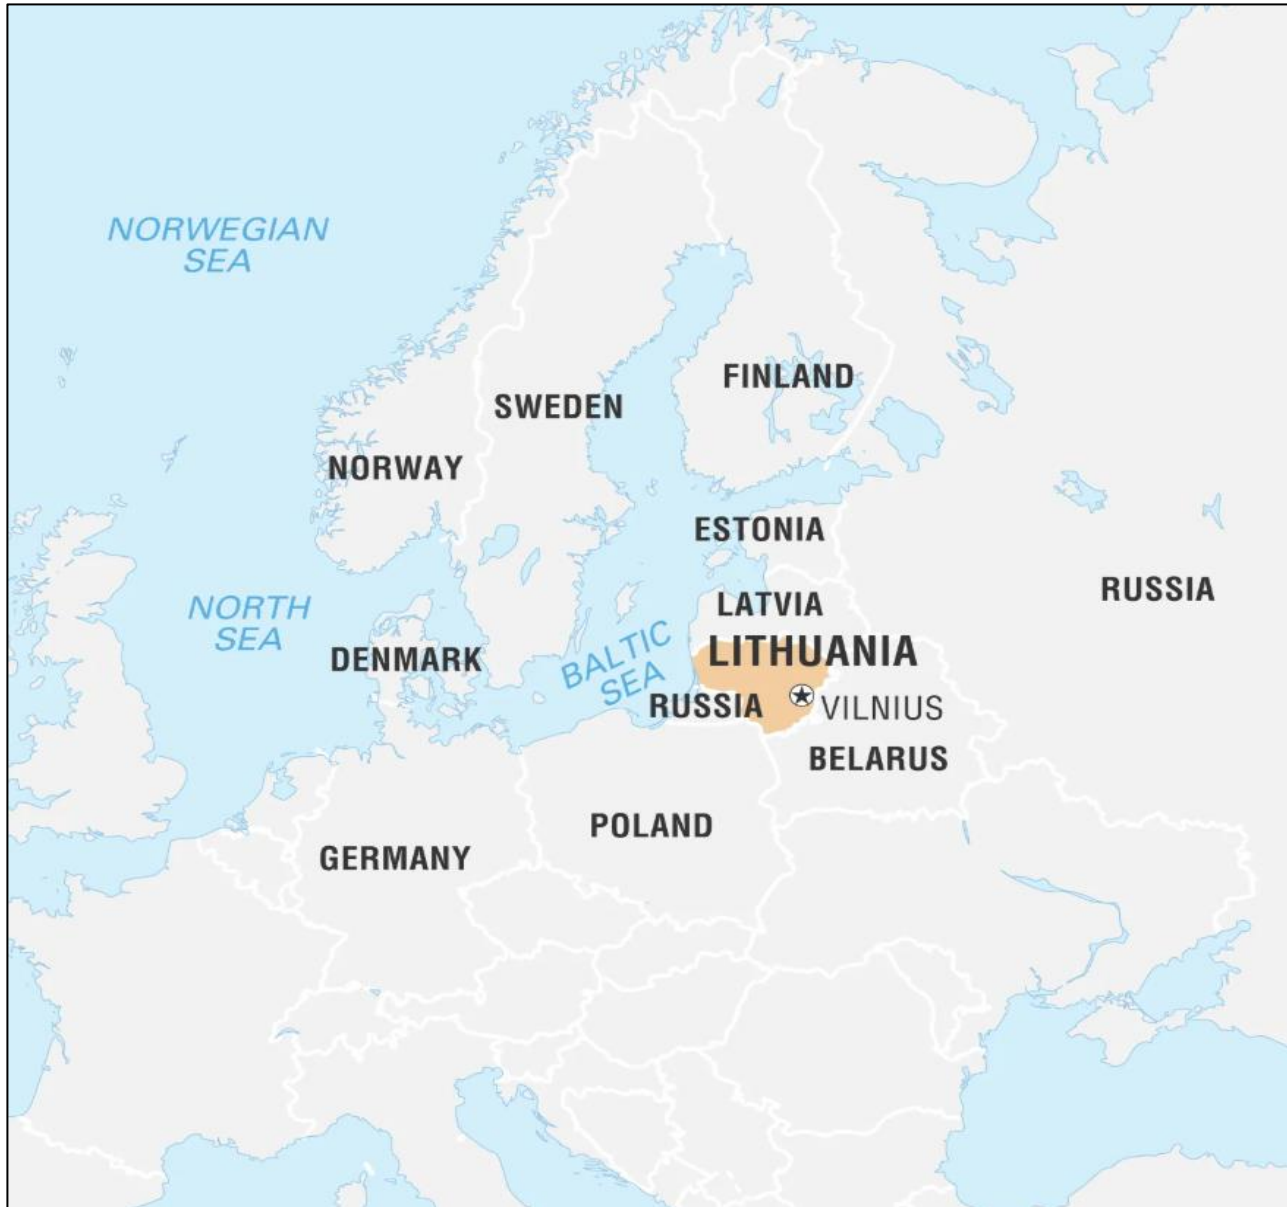 NORWEGIAN
SEA
FINLAND
SWEDEN
NORWAY
ESTONIA
NORTH
SEA
LATVIA
RUSSIA
DENMARK
BALTIC
SEA
LITHUANIA
RUSSIA
VILNIUS
BELARUS
POLAND
GERMANY